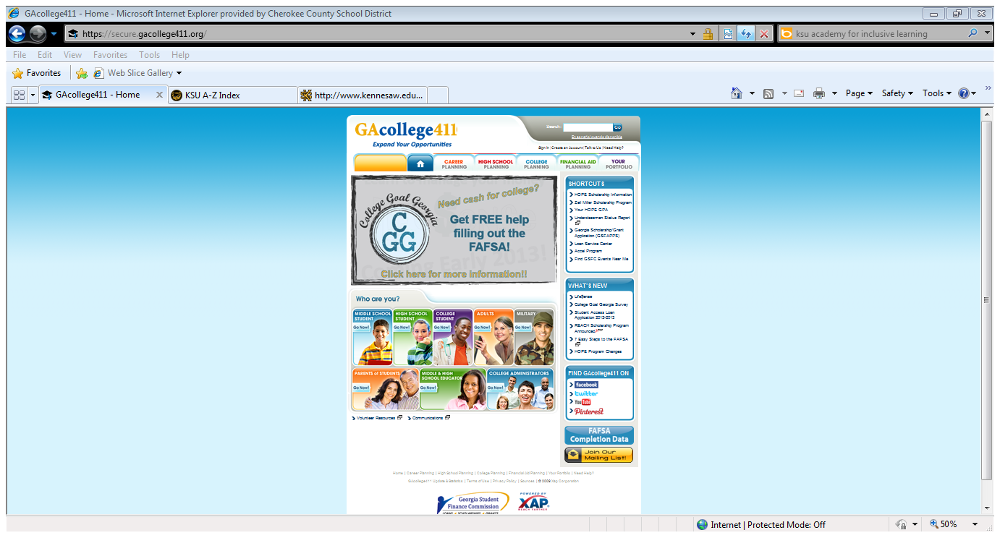 GAcollege411 - Home - Microsoft Internet Explorer provided by Cherokee County School District
https://secure.gacollege411.org/
ksu academy for inclusive learning
File Edit View Favorites Tools Help
Favorites Web Slice Gallery
GAcollege411 - Home
KSU A-Z Index
http://www.kennesaw.edu...
Page Safety Tools
GAcollege411
Expand Your Opportunities
Search: Go
En español cuando disponible
Sign In | Create an Account | Talk to Us | Need Help?
CAREER PLANNING
HIGH SCHOOL PLANNING
COLLEGE PLANNING
FINANCIAL AID PLANNING
YOUR PORTFOLIO
College Goal Georgia
CGG
Need cash for college?
Get FREE help
filling out the
FAFSA!
Coming Early 2013!
Click here for more information!!
Who are you?
MIDDLE SCHOOL STUDENT
Go Now!
HIGH SCHOOL STUDENT
Go Now!
COLLEGE STUDENT
Go Now!
ADULTS
Go Now!
MILITARY
Go Now!
PARENTS of STUDENTS
Go Now!
MIDDLE & HIGH SCHOOL EDUCATOR
Go Now!
COLLEGE ADMINISTRATORS
Go Now!
Volunteer Resources Communications
SHORTCUTS
HOPE Scholarship Information
Zell Miller Scholarship Program
Your HOPE GPA
Underclassmen Status Report
Georgia Scholarship/Grant
Application (GSFAPPS)
Loan Service Center
Accel Program
Find GSFC Events Near Me
WHAT'S NEW
Life$ense
College Goal Georgia Survey
Student Access Loan
Application 2012-2013
REACH Scholarship Program
Announced
7 Easy Steps to the FAFSA
HOPE Program Changes
FIND GAcollege411 ON
facebook
twitter
YouTube
Pinterest
FAFSA
Completion Data
Join Our
Mailing List!
Home | Career Planning | High School Planning | College Planning | Financial Aid Planning | Your Portfolio | Need Help?
GAcollege411 Update & Statistics | Terms of Use | Privacy Policy | Sources | © 2009 Xap Corporation
Georgia Student
Finance Commission
LOANS SCHOLARSHIPS GRANTS
POWERED BY
XAP
REACH FARTHER
Internet | Protected Mode: Off
50%